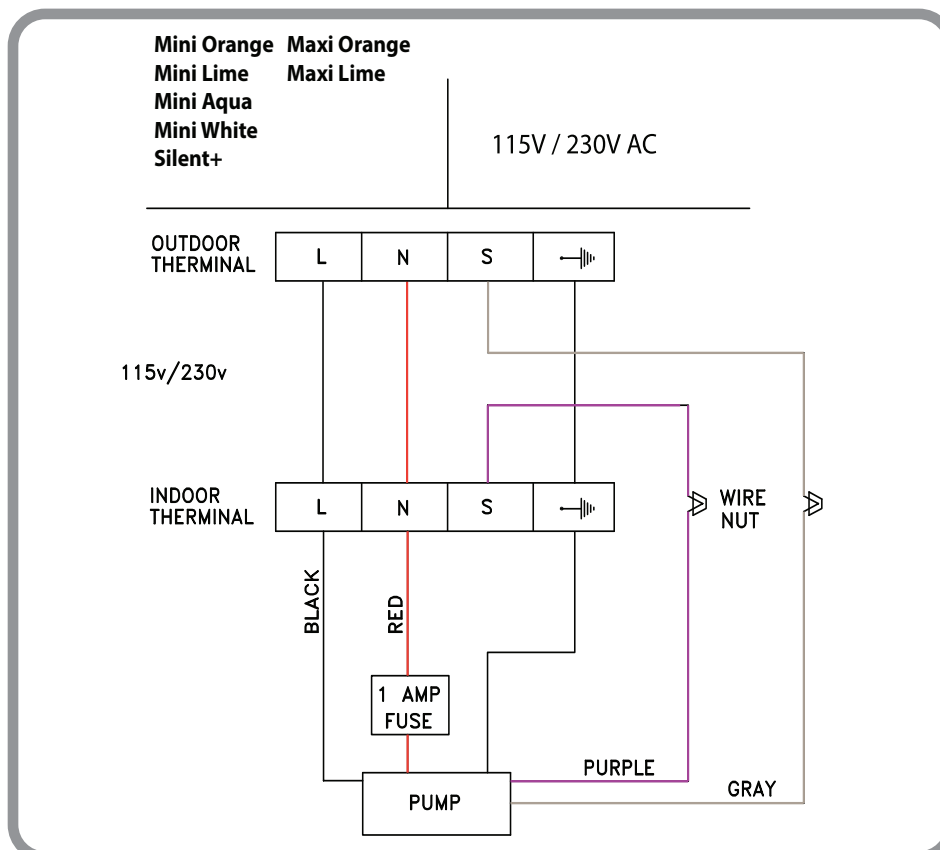 Mini Orange Maxi Orange
Mini Lime Maxi Lime
Mini Aqua
Mini White
Silent+
115V / 230V AC
OUTDOOR
THERMINAL
L N S
115v/230v
INDOOR
THERMINAL
L N S
WIRE
NUT
BLACK
RED
1 AMP
FUSE
PURPLE
GRAY
PUMP